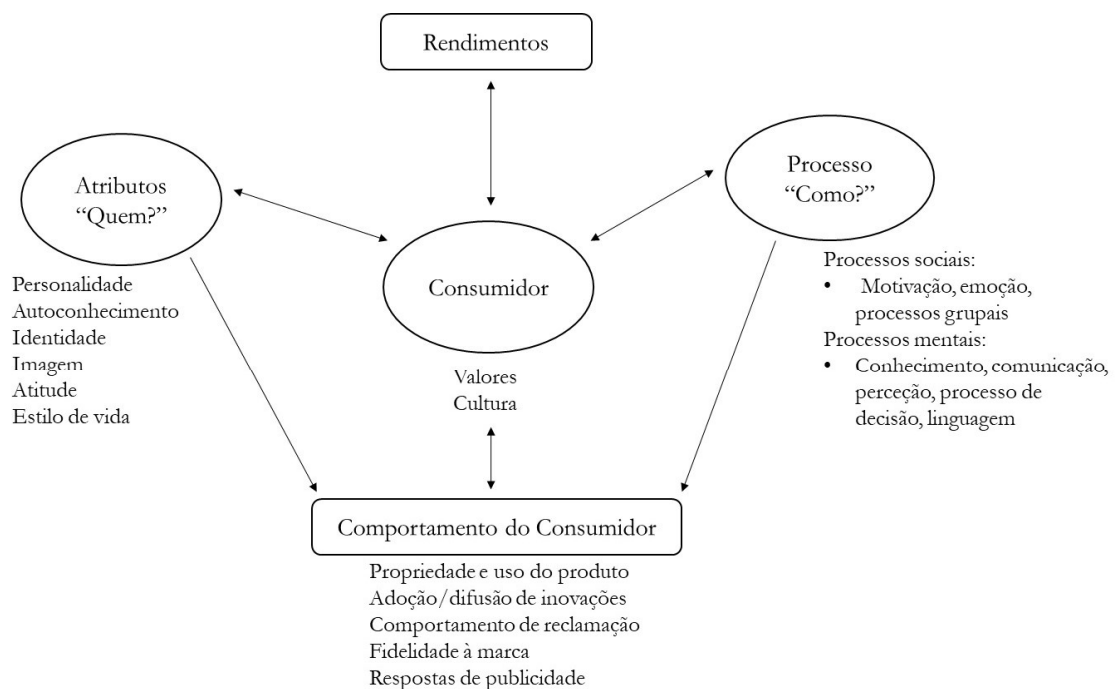 Rendimentos
Atributos
“Quem?”
Personalidade
Autoconhecimento
Identidade
Imagem
Atitude
Estilo de vida
Consumidor
Valores
Cultura
Processo
“Como?”
Processos sociais:
• Motivação, emoção,
processos grupais
Processos mentais:
• Conhecimento, comunicação,
perceção, processo de
decisão, linguagem
Comportamento do Consumidor
Propriedade e uso do produto
Adoção/difusão de inovações
Comportamento de reclamação
Fidelidade à marca
Respostas de publicidade